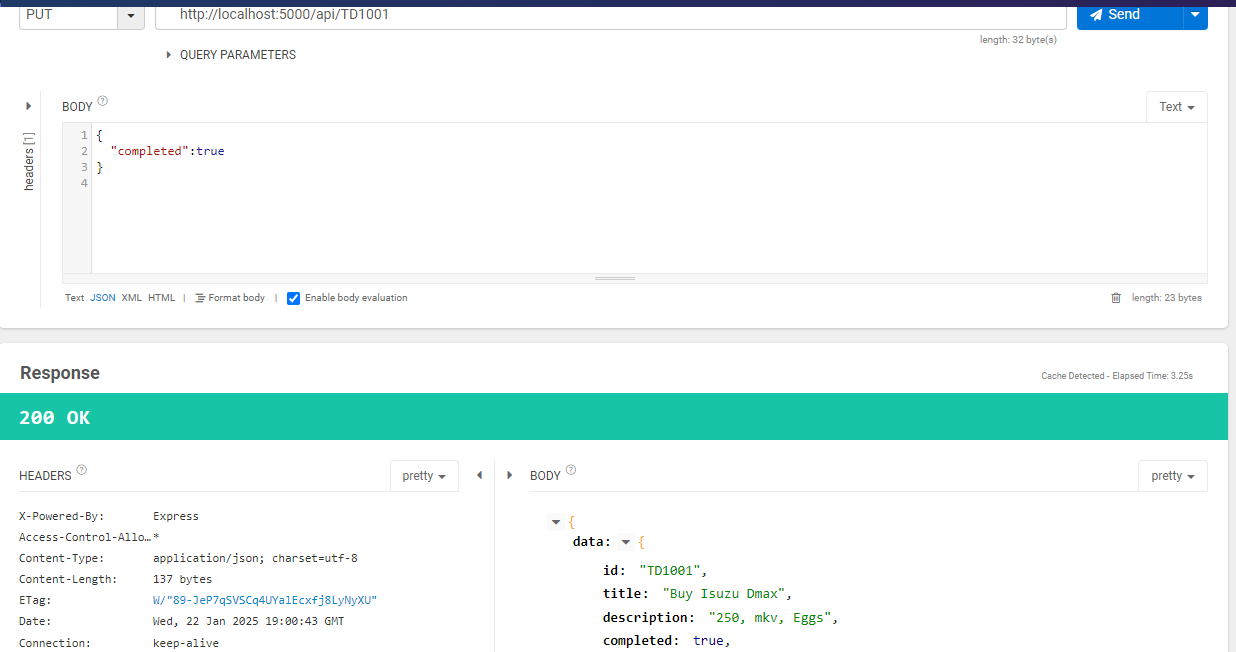 PUT http://localhost:5000/api/TD1001 Send
length: 32 byte(s)
QUERY PARAMETERS
headers [1]
BODY ? Text
1 {
2 "completed":true
3 }
4
Text JSON XML HTML | Format body | Enable body evaluation length: 23 bytes
Response Cache Detected - Elapsed Time: 3.25s
200 OK
HEADERS ? pretty
X-Powered-By: Express
Access-Control-Allo…*
Content-Type: application/json; charset=utf-8
Content-Length: 137 bytes
ETag: W/"89-JeP7qSVSCq4UYalEcxfj8LyNyXU"
Date: Wed, 22 Jan 2025 19:00:43 GMT
Connection: keep-alive
BODY ? pretty
{
data: {
id: "TD1001",
title: "Buy Isuzu Dmax",
description: "250, mkv, Eggs",
completed: true,